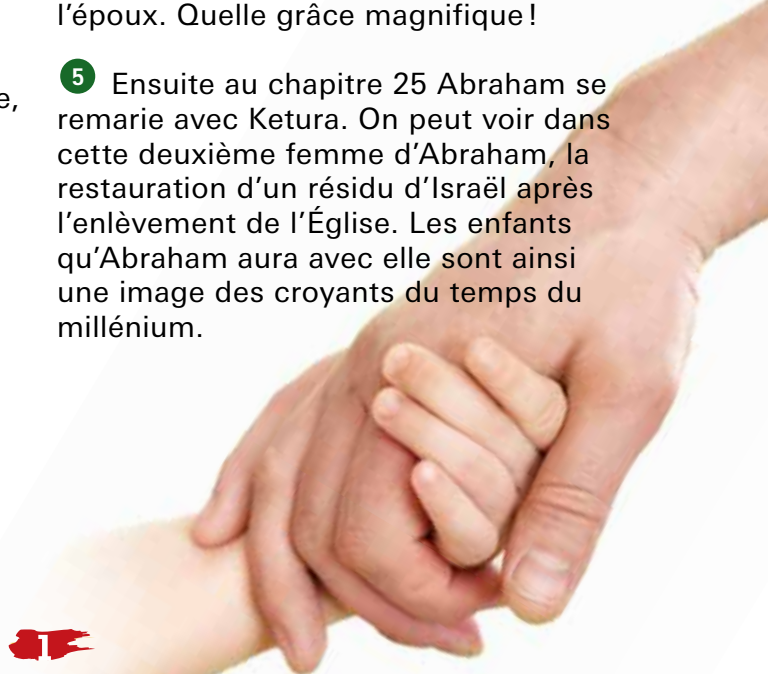 l'époux. Quelle grâce magnifique !
e,
5 Ensuite au chapitre 25 Abraham se
remarie avec Ketura. On peut voir dans
cette deuxième femme d'Abraham, la
restauration d'un résidu d'Israël après
l'enlèvement de l'Église. Les enfants
qu'Abraham aura avec elle sont ainsi
une image des croyants du temps du
millénium.
1